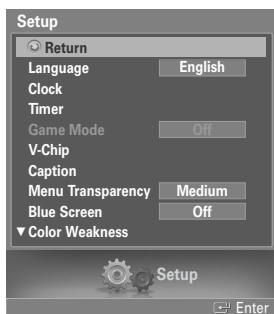 Setup
Return
Language English
Clock
Timer
Game Mode Off
V-Chip
Caption
Menu Transparency Medium
Blue Screen Off
▼ Color Weakness
Setup
Enter